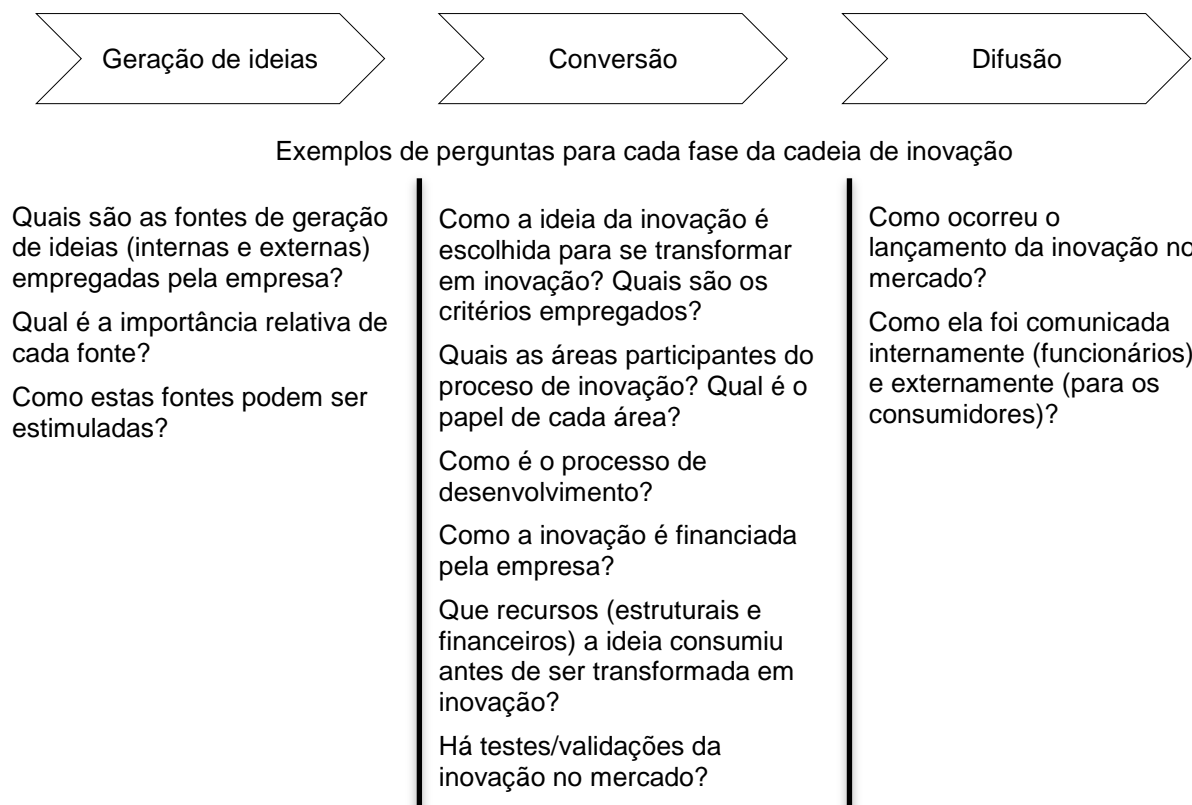 Geração de ideias
Conversão
Difusão
Exemplos de perguntas para cada fase da cadeia de inovação
Quais são as fontes de geração
de ideias (internas e externas)
empregadas pela empresa?
Qual é a importância relativa de
cada fonte?
Como estas fontes podem ser
estimuladas?
Como a ideia da inovação é
escolhida para se transformar
em inovação? Quais são os
critérios empregados?
Quais as áreas participantes do
proceso de inovação? Qual é o
papel de cada área?
Como é o processo de
desenvolvimento?
Como a inovação é financiada
pela empresa?
Que recursos (estruturais e
financeiros) a ideia consumiu
antes de ser transformada em
inovação?
Há testes/validações da
inovação no mercado?
Como ocorreu o
lançamento da inovação no
mercado?
Como ela foi comunicada
internamente (funcionários)
e externamente (para os
consumidores)?